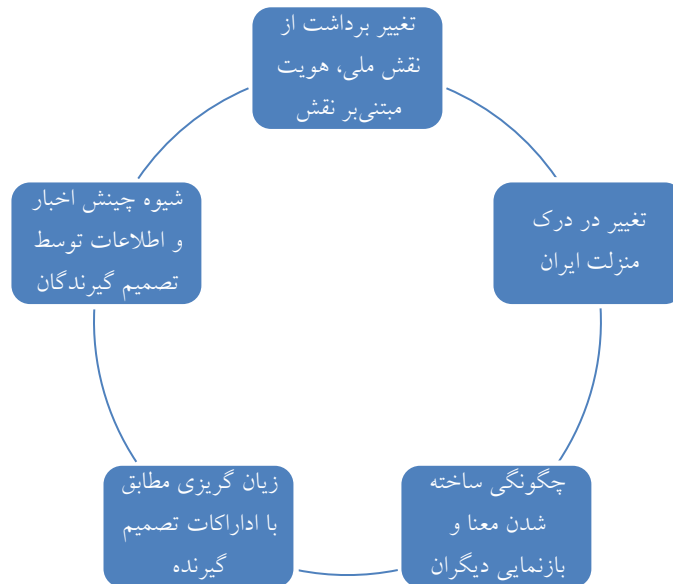 تغییر برداشت از
نقش ملی، هویت
مبتنی‌بر نقش
تغییر در درک
منزلت ایران
چگونگی ساخته
شدن معنا و
بازنمایی دیگران
زیان گریزی مطابق
با اداراکات تصمیم
گیرنده
شیوه چینش اخبار
و اطلاعات توسط
تصمیم گیرندگان